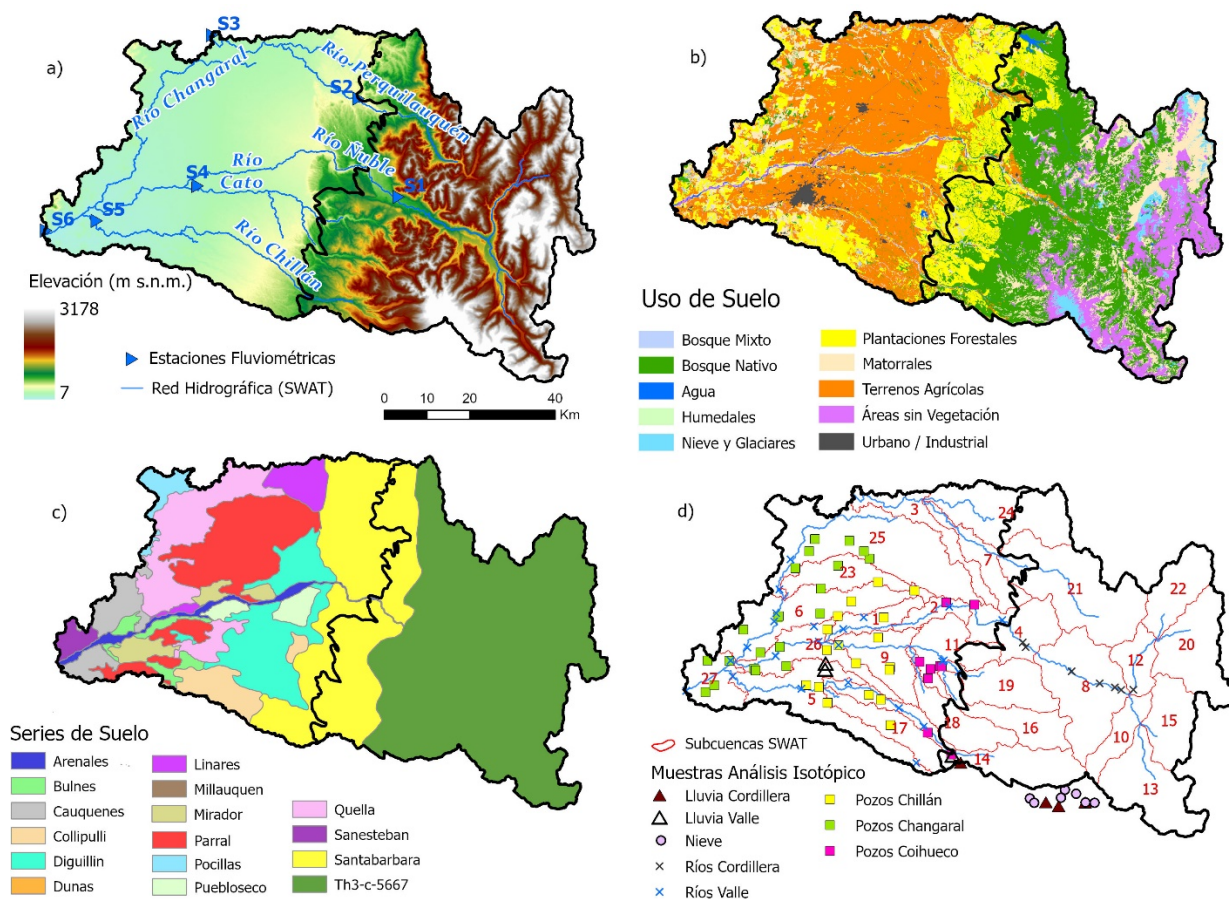 a)
S3
Río Changaral
Río Perquilauquén
S2
Río Ñuble
S1
Río
Cato
S4
S5
S6
Río Chillán
Elevación (m s.n.m.)
3178
7
Estaciones Fluviométricas
Red Hidrográfica (SWAT)
0 10 20 40
Km
b)
Uso de Suelo
Bosque Mixto
Bosque Nativo
Agua
Humedales
Nieve y Glaciares
Plantaciones Forestales
Matorrales
Terrenos Agrícolas
Áreas sin Vegetación
Urbano / Industrial
c)
Series de Suelo
Arenales
Bulnes
Cauquenes
Collipulli
Diguillin
Dunas
Linares
Millauquen
Mirador
Parral
Pocillas
Puebloseco
Quella
Sanesteban
Santabarbara
Th3-c-5667
d)
3
24
25
7
23
21
22
6
2
1
4
20
11
12
26
9
19
8
27
5
15
17
18
16
10
14
13
Subcuencas SWAT
Muestras Análisis Isotópico
Lluvia Cordillera
Lluvia Valle
Nieve
Ríos Cordillera
Ríos Valle
Pozos Chillán
Pozos Changaral
Pozos Coihueco